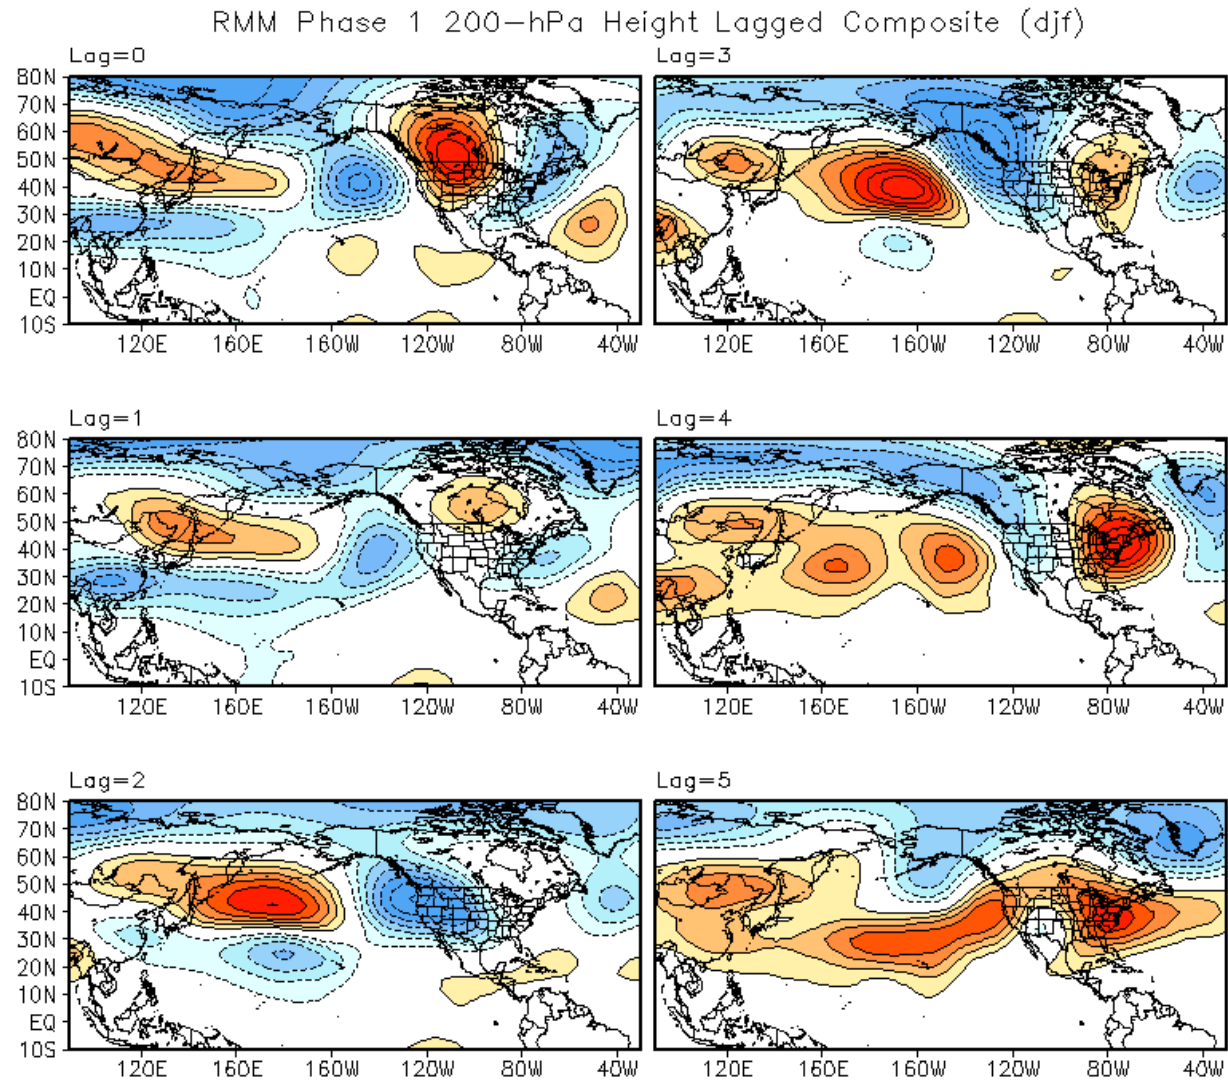 RMM Phase 1 200-hPa Height Lagged Composite (djf)
Lag=0
80N
70N
60N
50N
40N
30N
20N
10N
EQ
10S
120E 160E 160W 120W 80W 40W
Lag=3
120E 160E 160W 120W 80W 40W
Lag=1
80N
70N
60N
50N
40N
30N
20N
10N
EQ
10S
120E 160E 160W 120W 80W 40W
Lag=4
120E 160E 160W 120W 80W 40W
Lag=2
80N
70N
60N
50N
40N
30N
20N
10N
EQ
10S
120E 160E 160W 120W 80W 40W
Lag=5
120E 160E 160W 120W 80W 40W